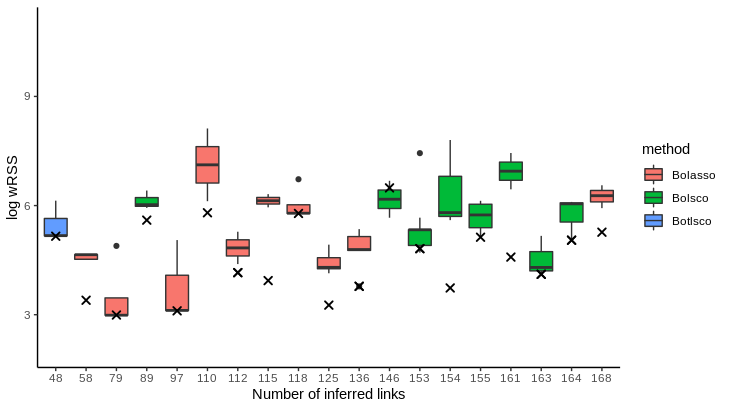 log wRSS
9
6
3
48 58 79 89 97 110 112 115 118 125 136 146 153 154 155 161 163 164 168
Number of inferred links
method
Bolasso
Bolsco
Botlsco